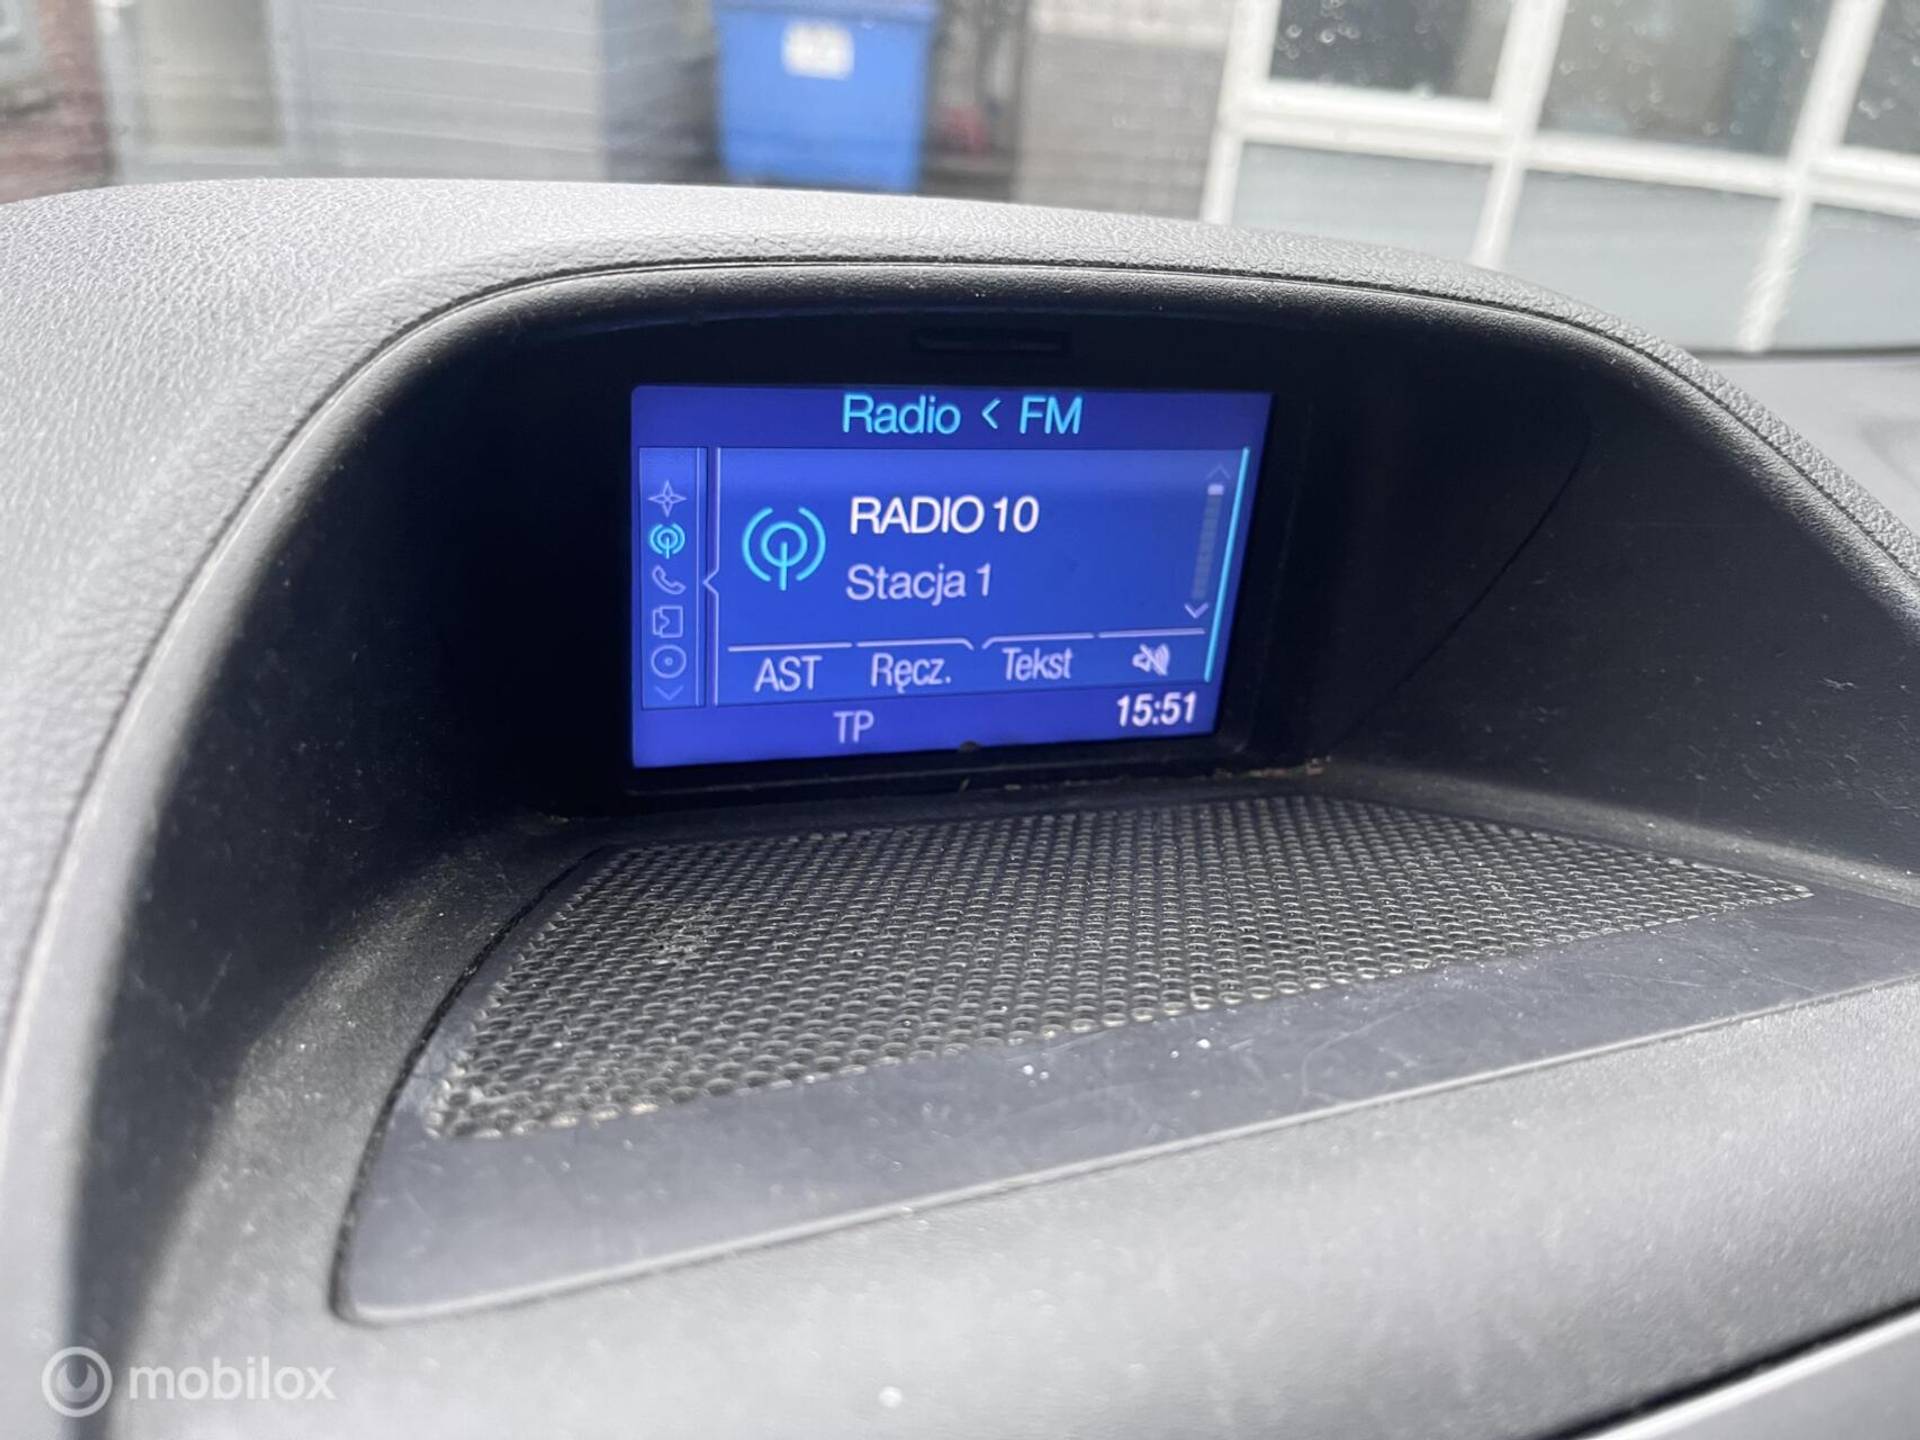 Radio < FM
RADIO 10
Stacja 1
AST Ręcz. Tekst
TP 15:51
mobilox